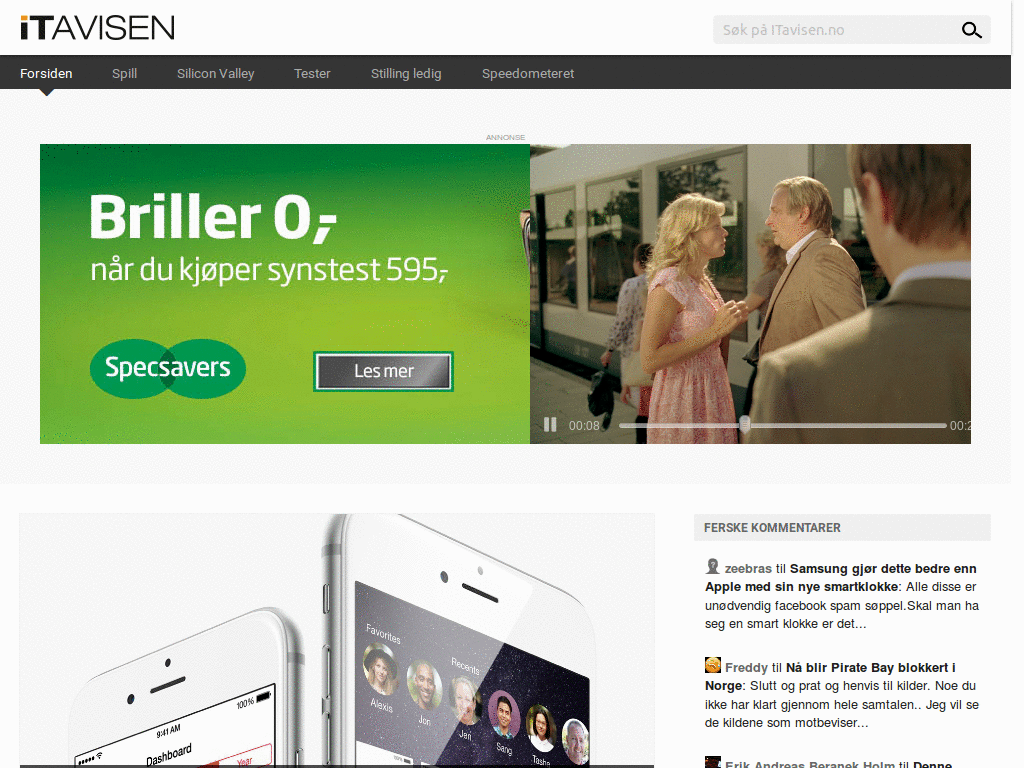 iTAVISEN
Søk på ITavisen.no
Forsiden Spill Silicon Valley Tester Stilling ledig Speedometeret
ANNONSE
Briller 0,-
når du kjøper synstest 595,-
Specsavers
Les mer
00:08
00:2
Favorites
Recents
Alexis
Jon
Jen
Sang
Tasha
9:41 AM
100%
Dashboard
Year
100%
FERSKE KOMMENTARER
zeebras til Samsung gjør dette bedre enn
Apple med sin nye smartklokke: Alle disse er
unødvendig facebook spam søppel.Skal man ha
seg en smart klokke er det...
Freddy til Nå blir Pirate Bay blokkert i
Norge: Slutt og prat og henvis til kilder. Noe du
ikke har klart gjennom hele samtalen.. Jeg vil se
de kildene som motbeviser...
Erik Andreas Beranek Holm til Denne